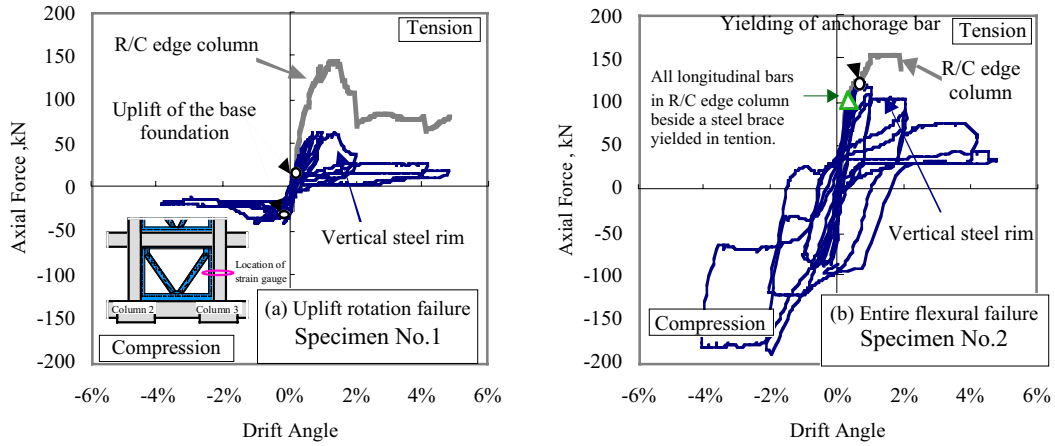 200
150
100
50
0
-50
-100
-150
-200
Axial Force ,kN
Tension
R/C edge column
Uplift of the base
foundation
Vertical steel rim
Location of
strain gauge
Column 2
Column 3
(a) Uplift rotation failure
Specimen No.1
Compression
-6%
-4%
-2%
0%
2%
4%
6%
Drift Angle
200
150
100
50
0
-50
-100
-150
-200
Axial Force , kN
Yielding of anchorage bar
Tension
R/C edge
column
All longitudinal bars
in R/C edge column
beside a steel brace
yielded in tention.
Vertical steel rim
Compression
(b) Entire flexural failure
Specimen No.2
-6%
-4%
-2%
0%
2%
4%
6%
Drift Angle